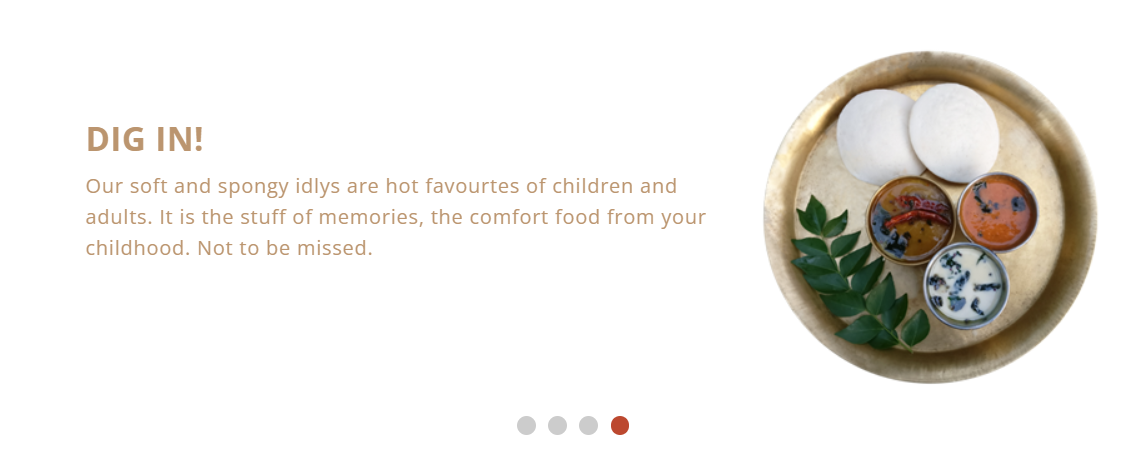 DIG IN!
Our soft and spongy idlys are hot favourtes of children and
adults. It is the stuff of memories, the comfort food from your
childhood. Not to be missed.